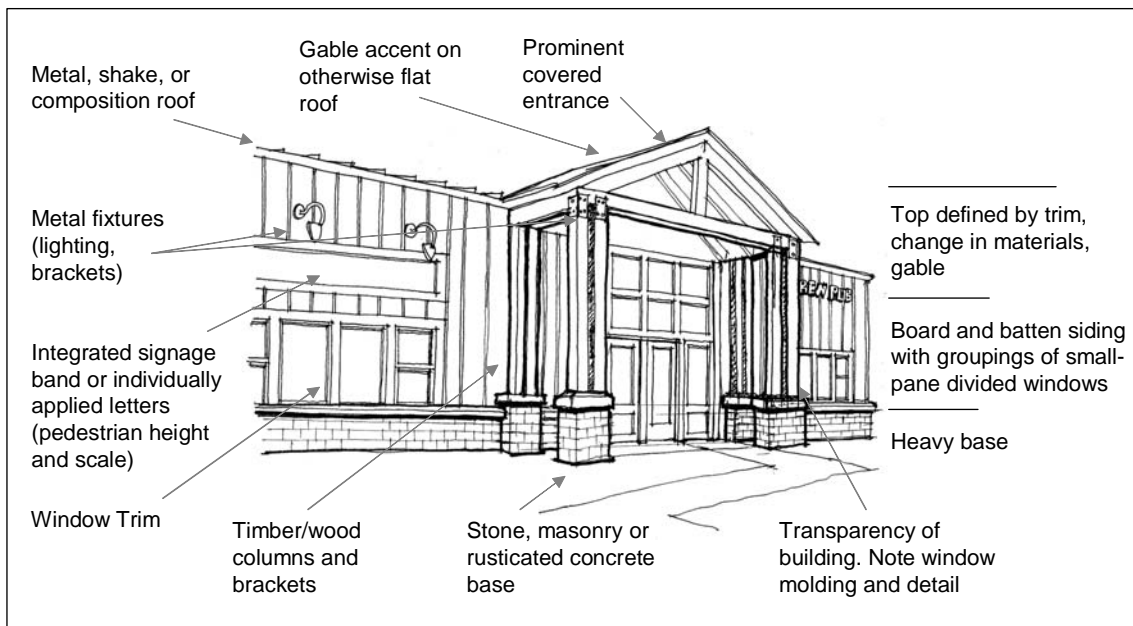 Metal, shake, or
composition roof
Gable accent on
otherwise flat
roof
Prominent
covered
entrance
Metal fixtures
(lighting,
brackets)
Top defined by trim,
change in materials,
gable
Integrated signage
band or individually
applied letters
(pedestrian height
and scale)
Board and batten siding
with groupings of small-
pane divided windows
Heavy base
Window Trim
Timber/wood
columns and
brackets
Stone, masonry or
rusticated concrete
base
Transparency of
building. Note window
molding and detail
PUB